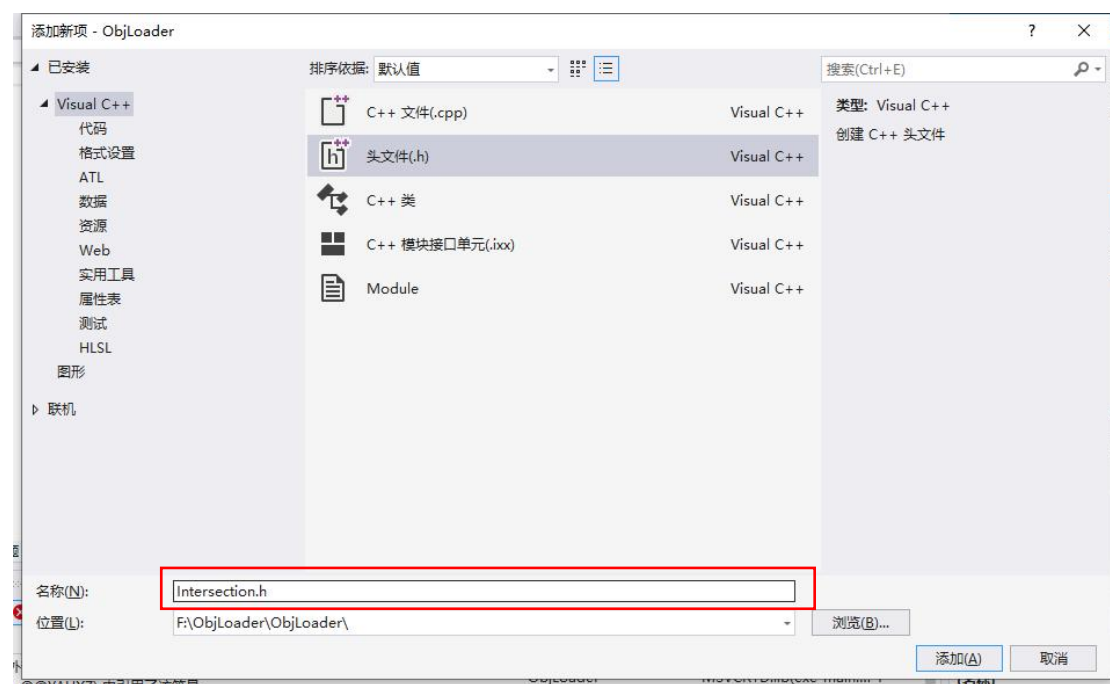 添加新项 - ObjLoader
? ×
已安装
Visual C++
代码
格式设置
ATL
数据
资源
Web
实用工具
属性表
测试
HLSL
图形
联机
排序依据: 默认值
搜索(Ctrl+E)
C++ 文件(.cpp) Visual C++
头文件(.h) Visual C++
C++ 类 Visual C++
C++ 模块接口单元(.ixx) Visual C++
Module Visual C++
类型: Visual C++
创建 C++ 头文件
名称(N): Intersection.h
位置(L): F:\ObjLoader\ObjLoader\
浏览(B)...
添加(A) 取消